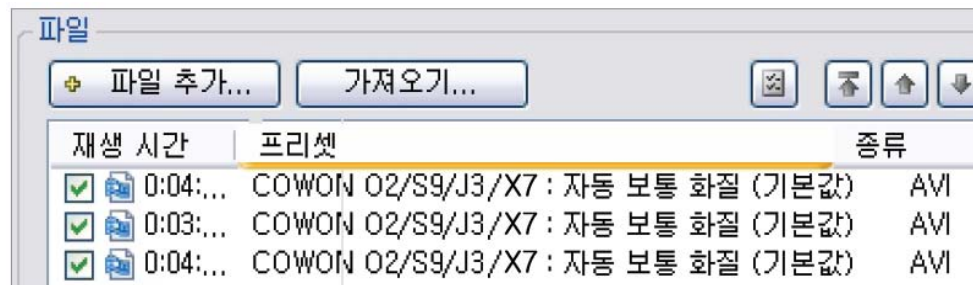 파일
파일 추가... 가져오기...
재생 시간 프리셋 종류
0:04:... COWON O2/S9/J3/X7 : 자동 보통 화질 (기본값) AVI
0:03:... COWON O2/S9/J3/X7 : 자동 보통 화질 (기본값) AVI
0:04:... COWON O2/S9/J3/X7 : 자동 보통 화질 (기본값) AVI